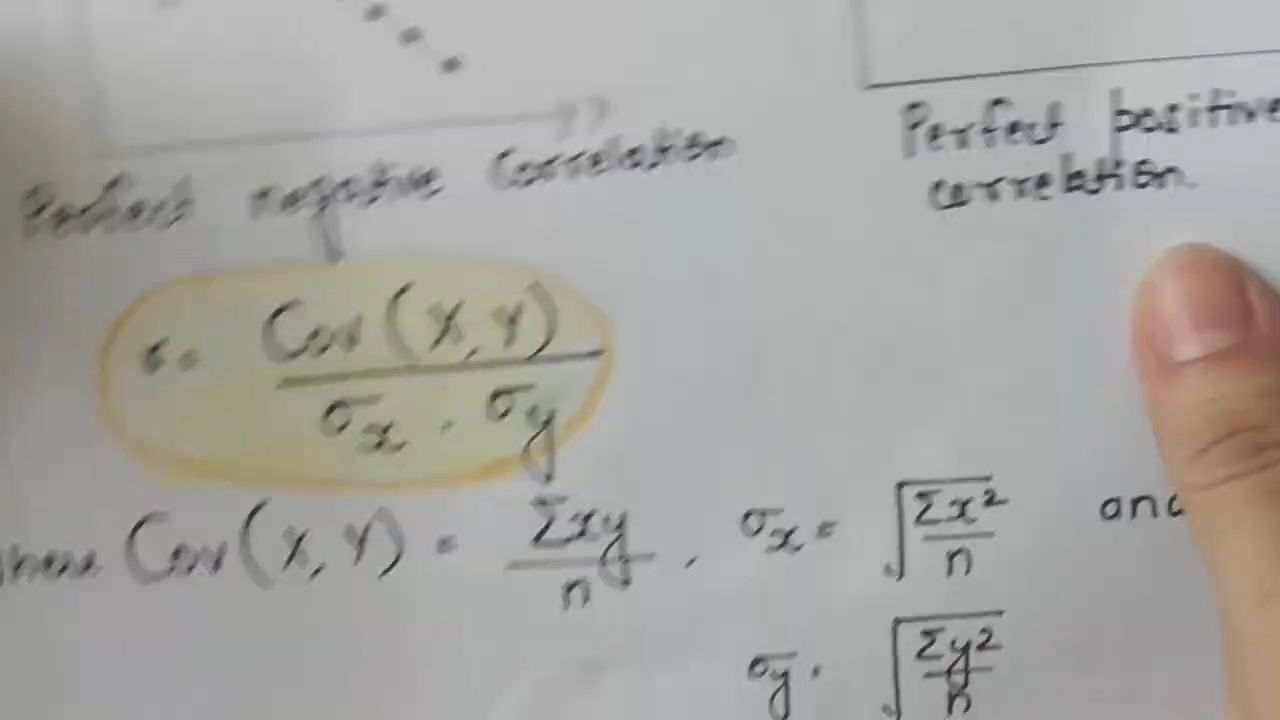 Perfect negative Correlation
Perfect positive
correlation.
r = Cov(X,Y) / σx . σy
where Cov(X,Y) = Σxy / n , σx = √(Σx² / n) and
σy = √(Σy² / n)